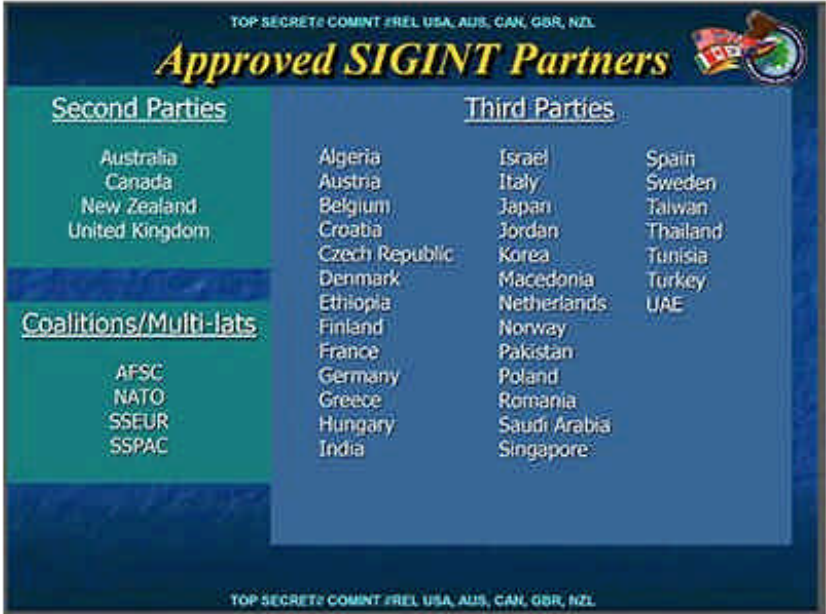 TOP SECRET// COMINT //REL USA, AUS, CAN, GBR, NZL
Approved SIGINT Partners
Second Parties
Australia
Canada
New Zealand
United Kingdom
Coalitions/Multi-lats
AFSC
NATO
SSEUR
SSPAC
Third Parties
Algeria
Austria
Belgium
Croatia
Czech Republic
Denmark
Ethiopia
Finland
France
Germany
Greece
Hungary
India
Israel
Italy
Japan
Jordan
Korea
Macedonia
Netherlands
Norway
Pakistan
Poland
Romania
Saudi Arabia
Singapore
Spain
Sweden
Taiwan
Thailand
Tunisia
Turkey
UAE
TOP SECRET// COMINT //REL USA, AUS, CAN, GBR, NZL